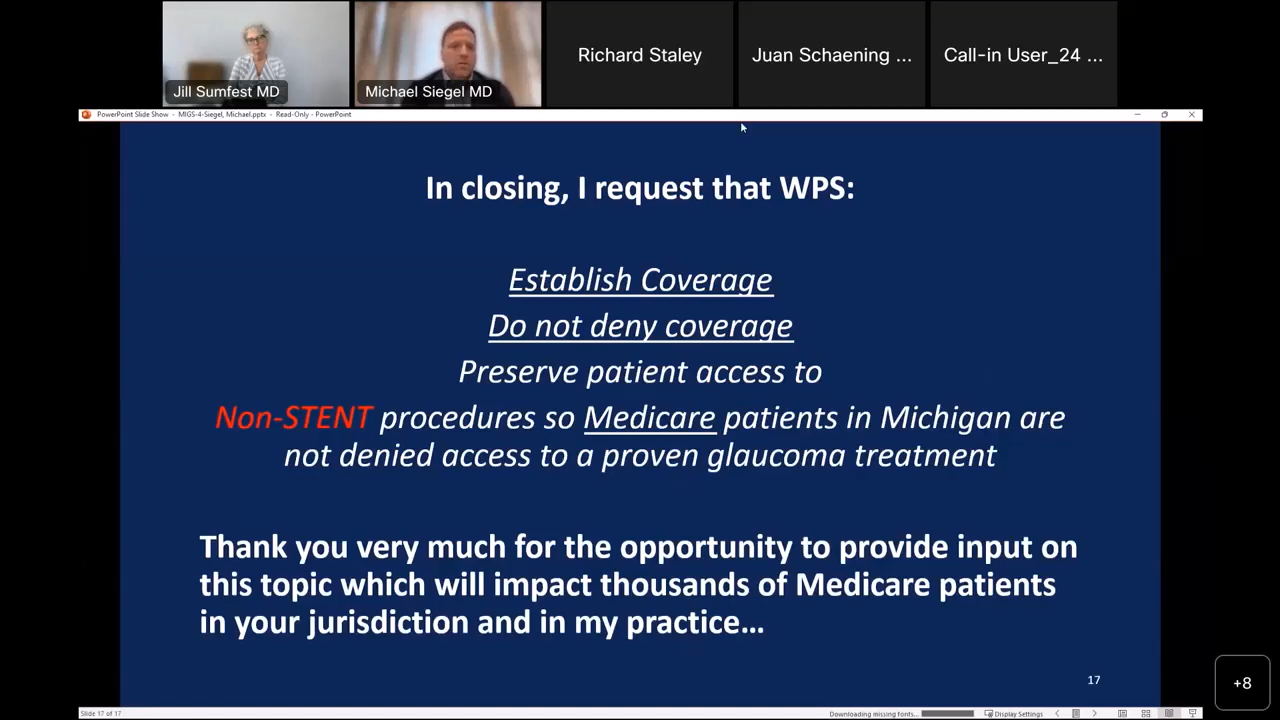 Jill Sumfest MD
Michael Siegel MD
Richard Staley
Juan Schaening ...
Call-in User_24 ...
PowerPoint Slide Show - MIGS-4-Siegel, Michael.pptx - Read-Only - PowerPoint
In closing, I request that WPS:
Establish Coverage
Do not deny coverage
Preserve patient access to
Non-STENT procedures so Medicare patients in Michigan are
not denied access to a proven glaucoma treatment
Thank you very much for the opportunity to provide input on
this topic which will impact thousands of Medicare patients
in your jurisdiction and in my practice…
17
+8
Slide 17 of 17
Downloading missing fonts...
Display Settings